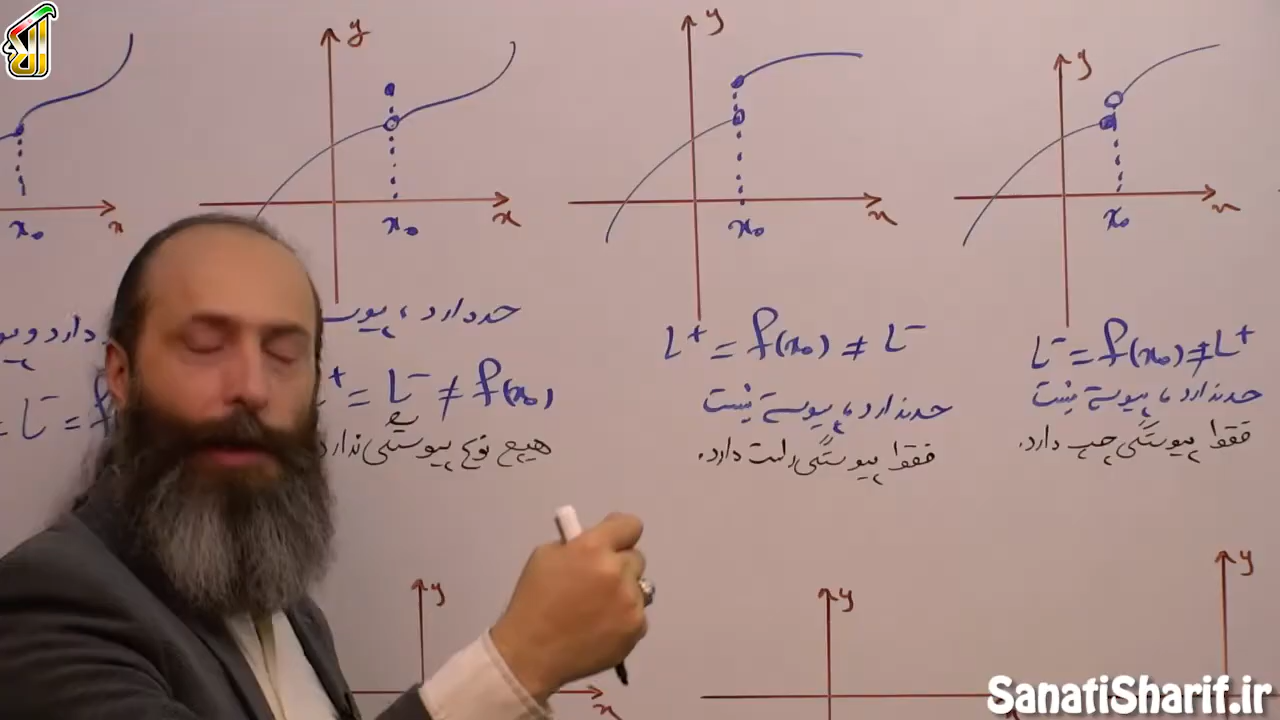 y
x
x₀
y
x
x₀
y
x
x₀
x
x₀
L⁻ = f(x₀) ≠ L⁺
حد ندارد، پیوسته نیست
فقط پیوستگی چپ دارد.
L⁺ = f(x₀) ≠ L⁻
حد ندارد، پیوسته نیست
فقط پیوستگی راست دارد.
حد دارد،
⁺ = L⁻ ≠ f(x₀)
هیچ نوع پیوستگی ندارد
دارد و
= L⁻ = f
y
y
y
x
SanatiSharif.ir